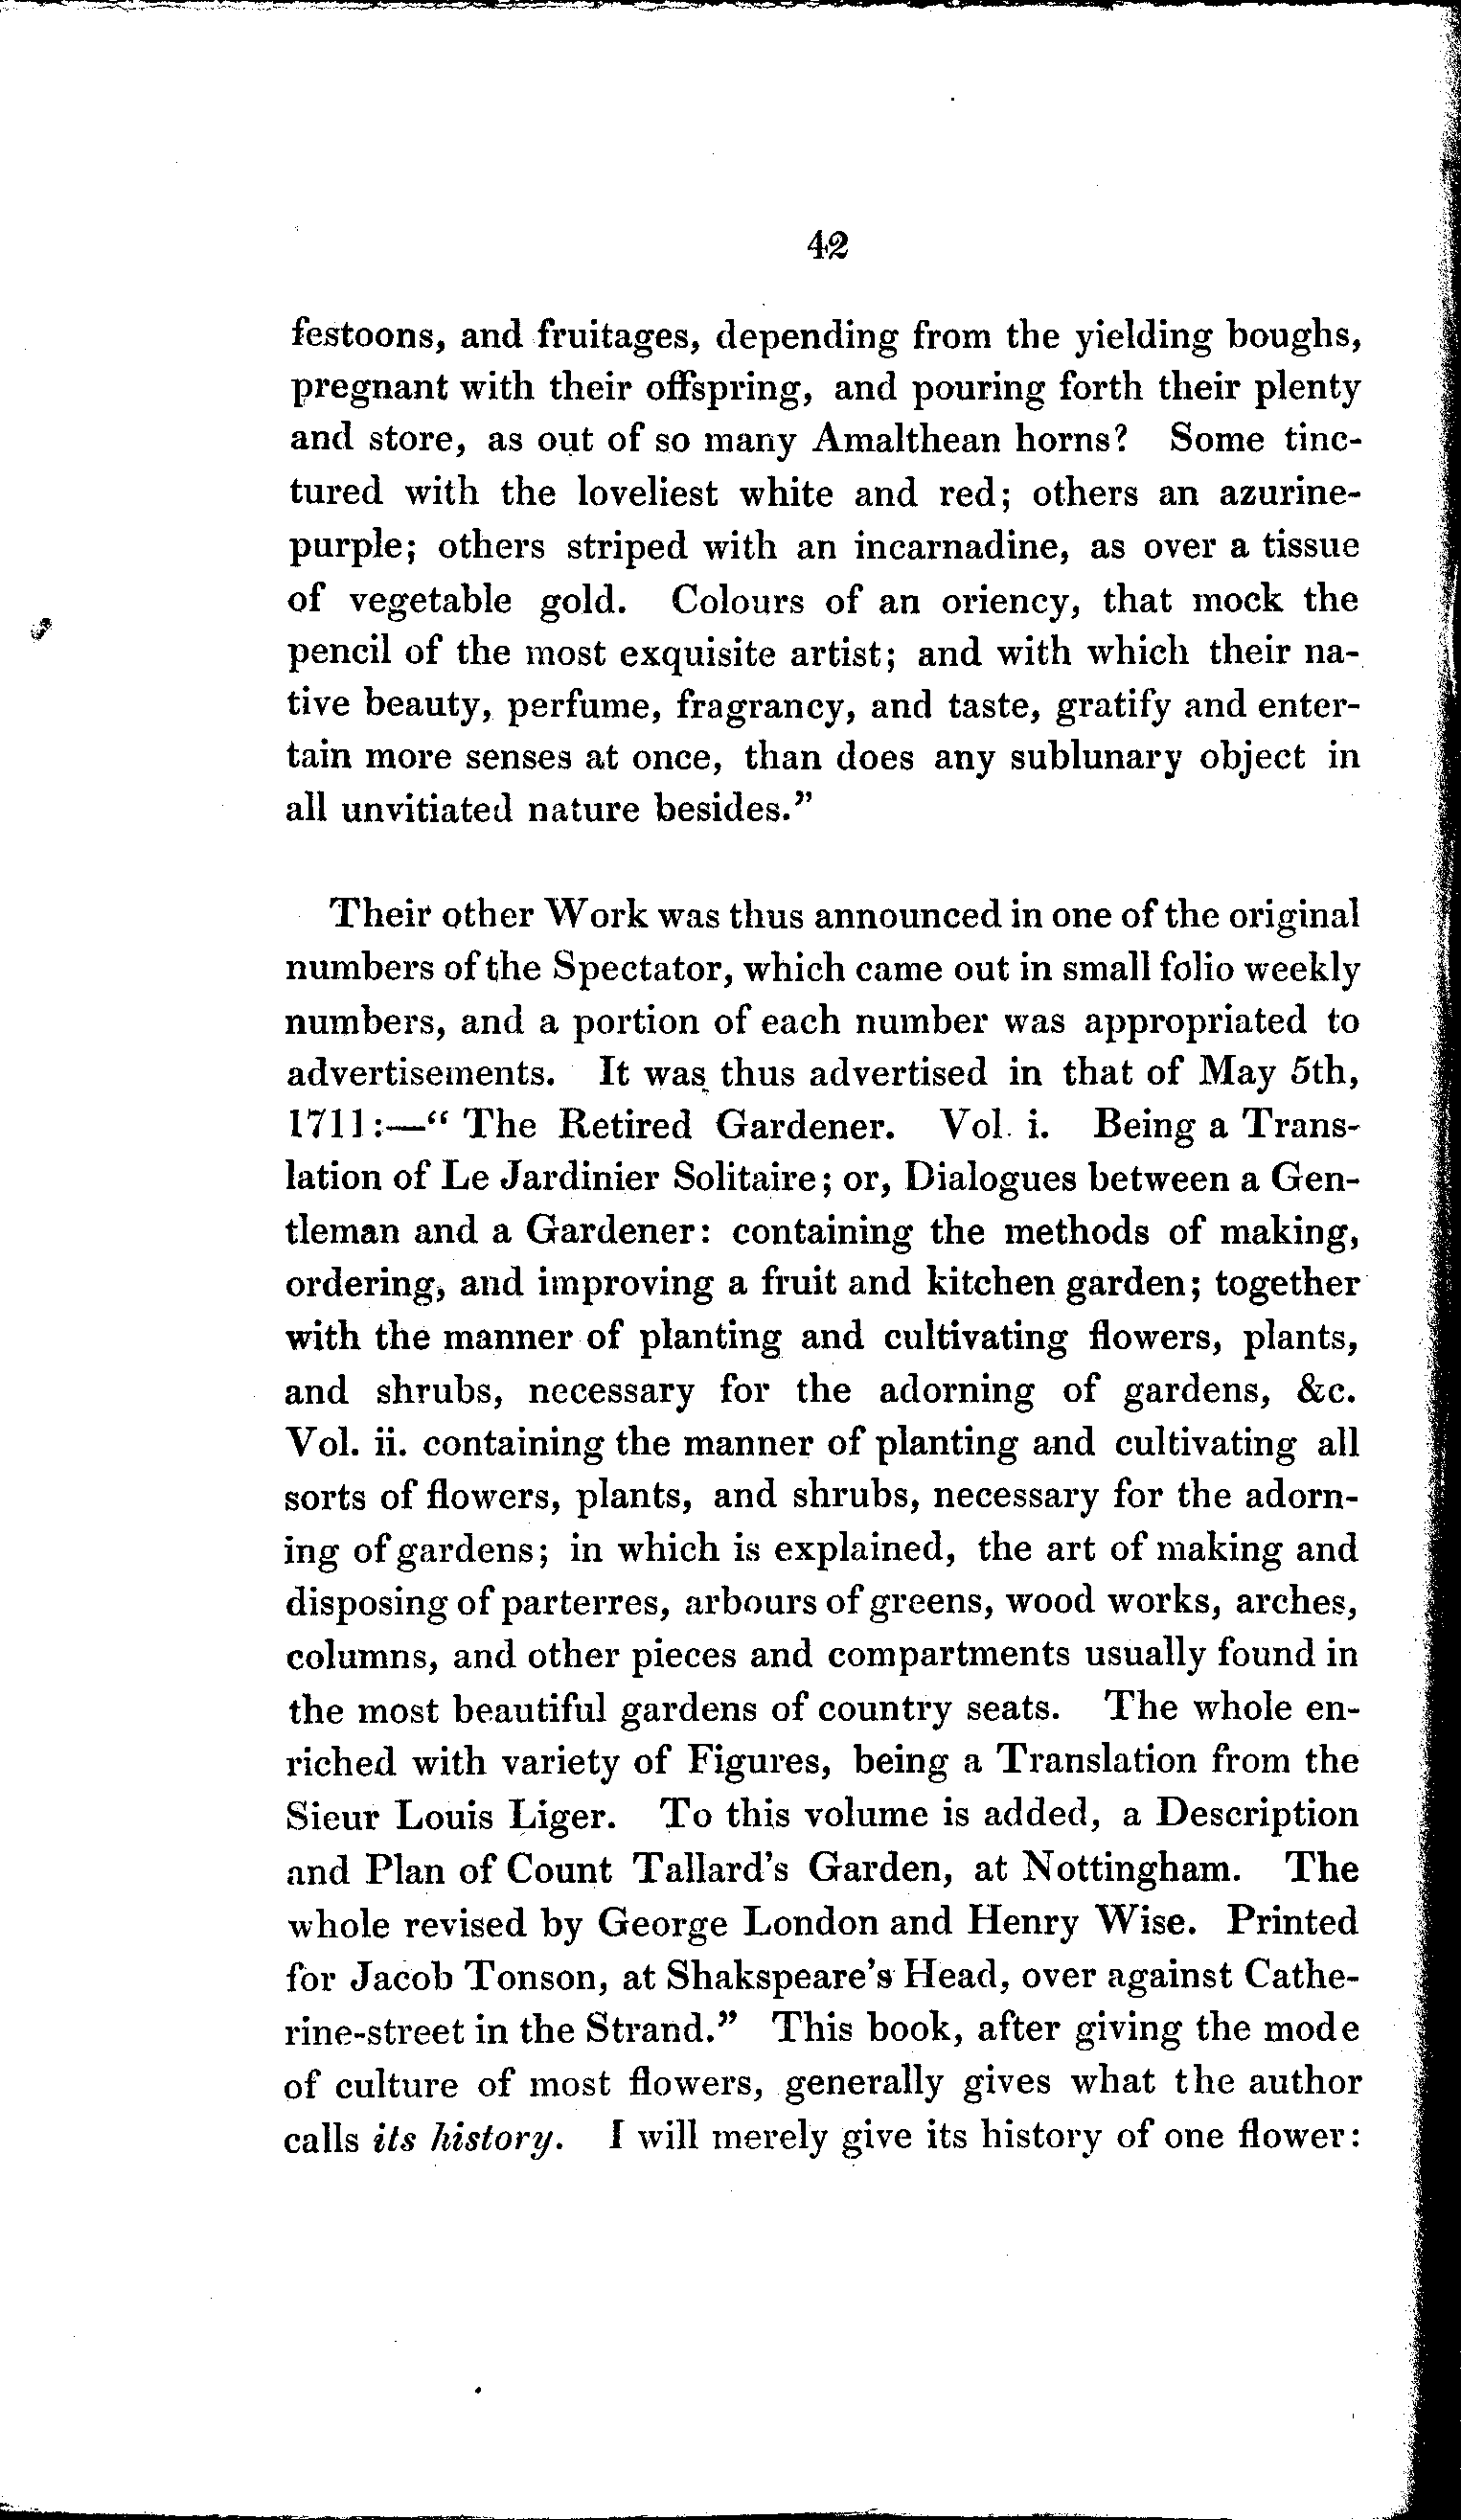 42
festoons, and fruitages, depending from the yielding boughs,
pregnant with their offspring, and pouring forth their plenty
and store, as out of so many Amalthean horns? Some tinc-
tured with the loveliest white and red; others an azurine-
purple; others striped with an incarnadine, as over a tissue
of vegetable gold. Colours of an oriency, that mock the
pencil of the most exquisite artist; and with which their na-
tive beauty, perfume, fragrancy, and taste, gratify and enter-
tain more senses at once, than does any sublunary object in
all unvitiated nature besides."
Their other Work was thus announced in one of the original
numbers of the Spectator, which came out in small folio weekly
numbers, and a portion of each number was appropriated to
advertisements. It was thus advertised in that of May 5th,
1711:—" The Retired Gardener. Vol. i. Being a Trans-
lation of Le Jardinier Solitaire; or, Dialogues between a Gen-
tleman and a Gardener: containing the methods of making,
ordering, and improving a fruit and kitchen garden; together
with the manner of planting and cultivating flowers, plants,
and shrubs, necessary for the adorning of gardens, &c.
Vol. ii. containing the manner of planting and cultivating all
sorts of flowers, plants, and shrubs, necessary for the adorn-
ing of gardens; in which is explained, the art of making and
disposing of parterres, arbours of greens, wood works, arches,
columns, and other pieces and compartments usually found in
the most beautiful gardens of country seats. The whole en-
riched with variety of Figures, being a Translation from the
Sieur Louis Liger. To this volume is added, a Description
and Plan of Count Tallard's Garden, at Nottingham. The
whole revised by George London and Henry Wise. Printed
for Jacob Tonson, at Shakspeare's Head, over against Cathe-
rine-street in the Strand." This book, after giving the mode
of culture of most flowers, generally gives what the author
calls its history. I will merely give its history of one flower: